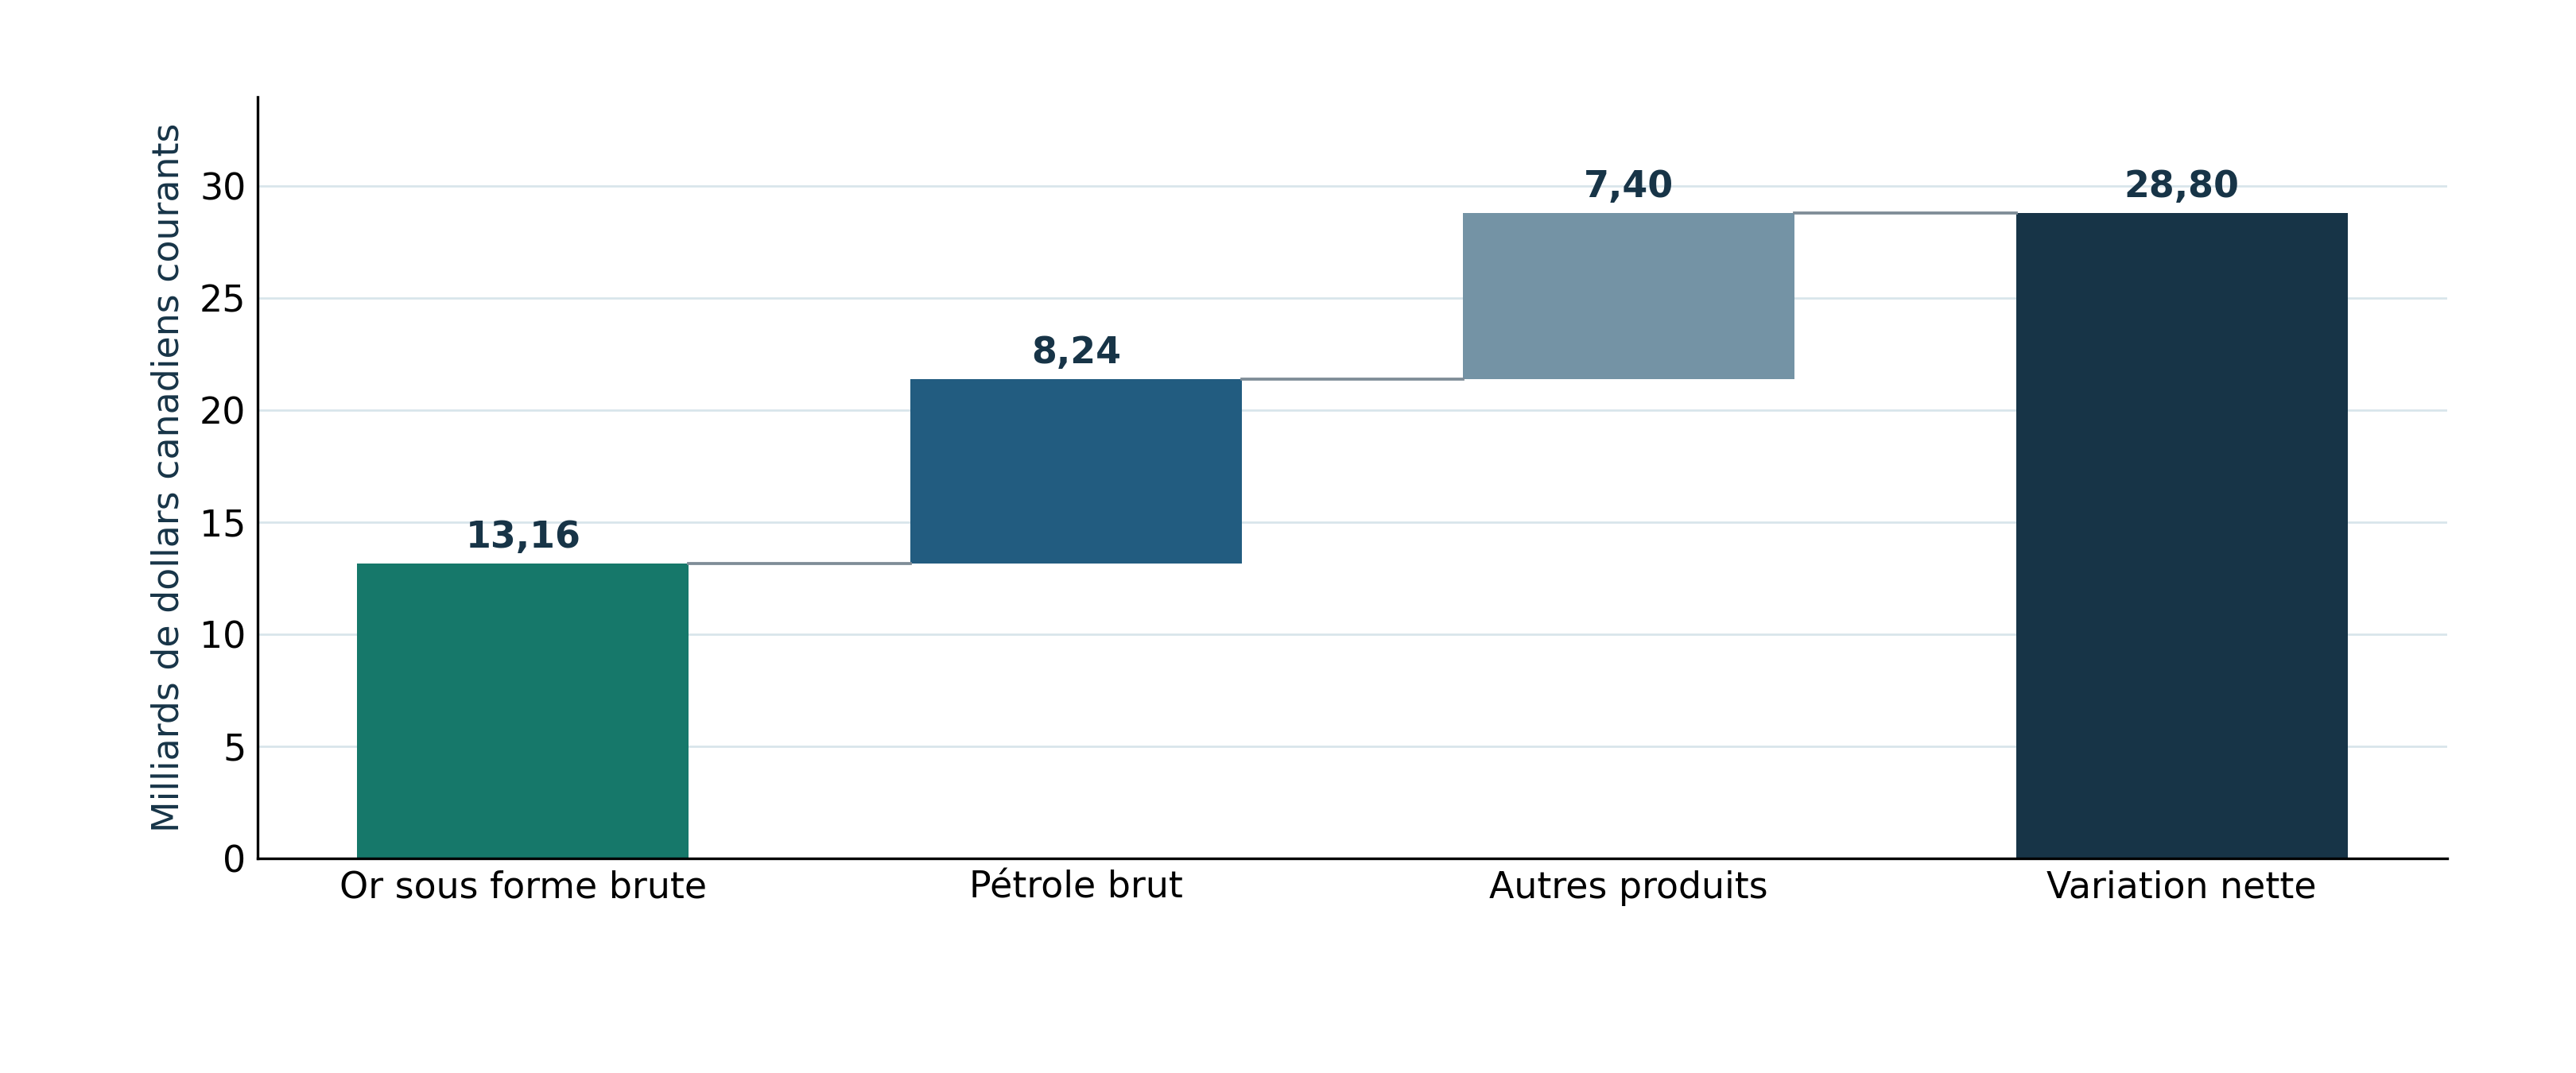 Milliards de dollars canadiens courants
30
25
20
15
10
5
0
13,16
8,24
7,40
28,80
Or sous forme brute
Pétrole brut
Autres produits
Variation nette